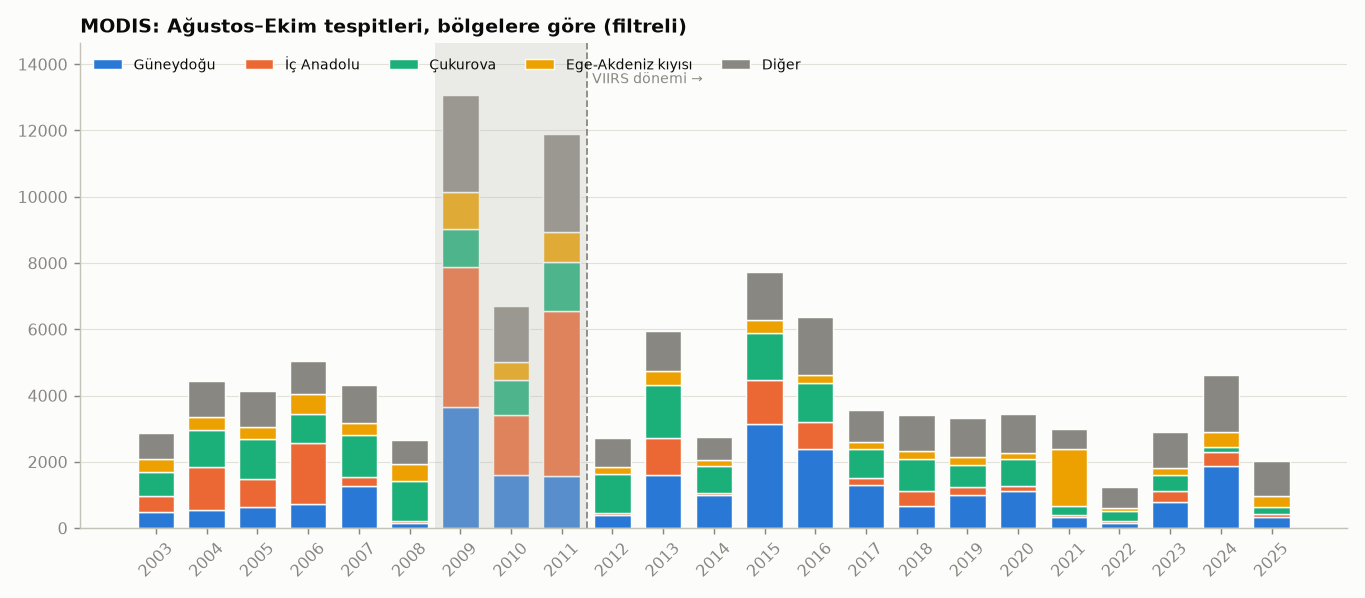 MODIS: Ağustos–Ekim tespitleri, bölgelere göre (filtreli)
Güneydoğu İç Anadolu Çukurova Ege-Akdeniz kıyısı Diğer
VIIRS dönemi →
14000
12000
10000
8000
6000
4000
2000
0
2003 2004 2005 2006 2007 2008 2009 2010 2011 2012 2013 2014 2015 2016 2017 2018 2019 2020 2021 2022 2023 2024 2025